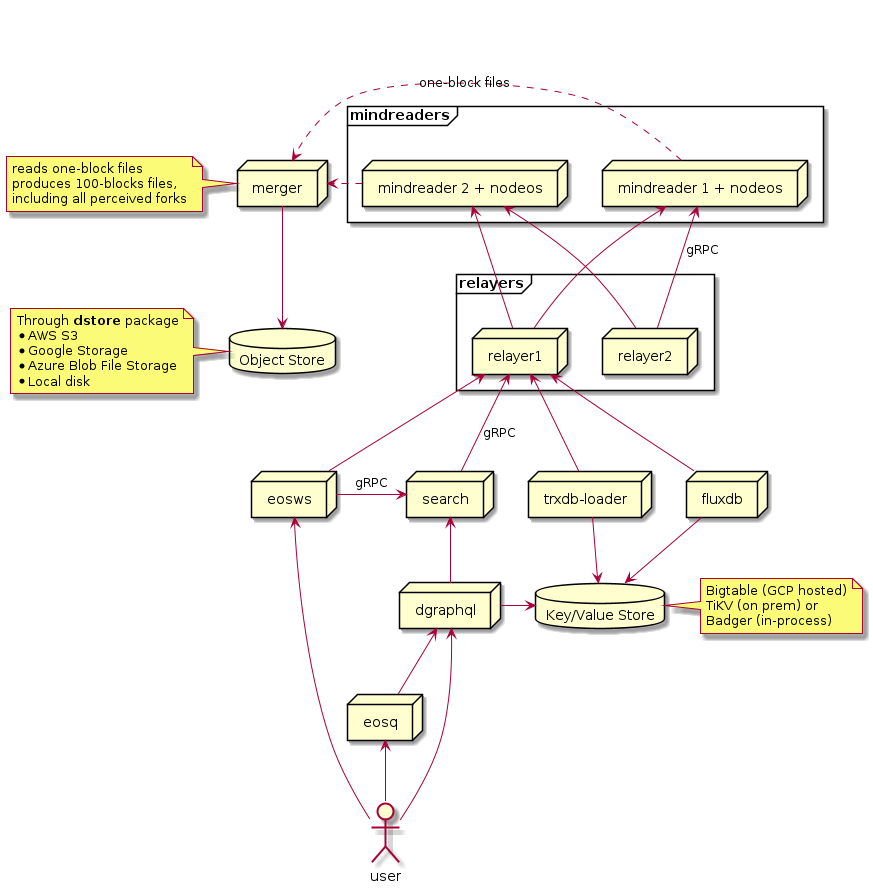 one-block files
mindreaders
reads one-block files
produces 100-blocks files,
including all perceived forks
merger
mindreader 2 + nodeos
mindreader 1 + nodeos
gRPC
relayers
Through dstore package
• AWS S3
• Google Storage
• Azure Blob File Storage
• Local disk
Object Store
relayer1
relayer2
gRPC
eosws
gRPC
search
trxdb-loader
fluxdb
dgraphql
Key/Value Store
Bigtable (GCP hosted)
TiKV (on prem) or
Badger (in-process)
eosq
user